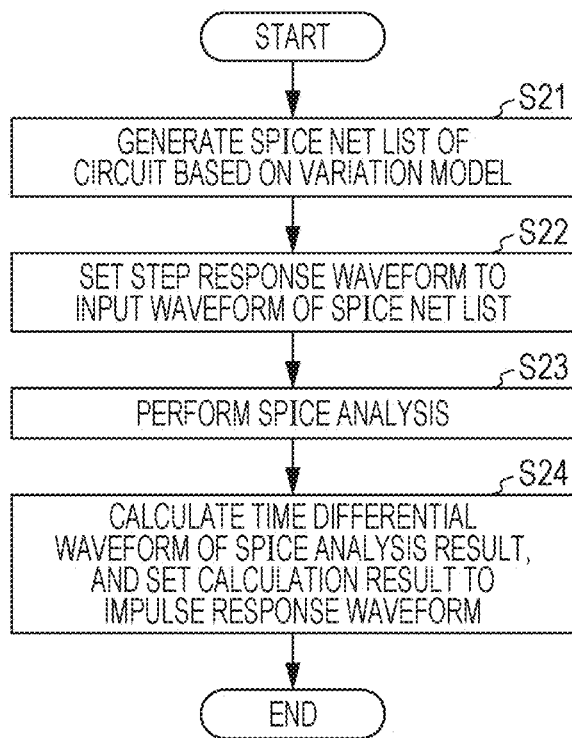 START
S21
GENERATE SPICE NET LIST OF
CIRCUIT BASED ON VARIATION MODEL
S22
SET STEP RESPONSE WAVEFORM TO
INPUT WAVEFORM OF SPICE NET LIST
S23
PERFORM SPICE ANALYSIS
S24
CALCULATE TIME DIFFERENTIAL
WAVEFORM OF SPICE ANALYSIS RESULT,
AND SET CALCULATION RESULT TO
IMPULSE RESPONSE WAVEFORM
END